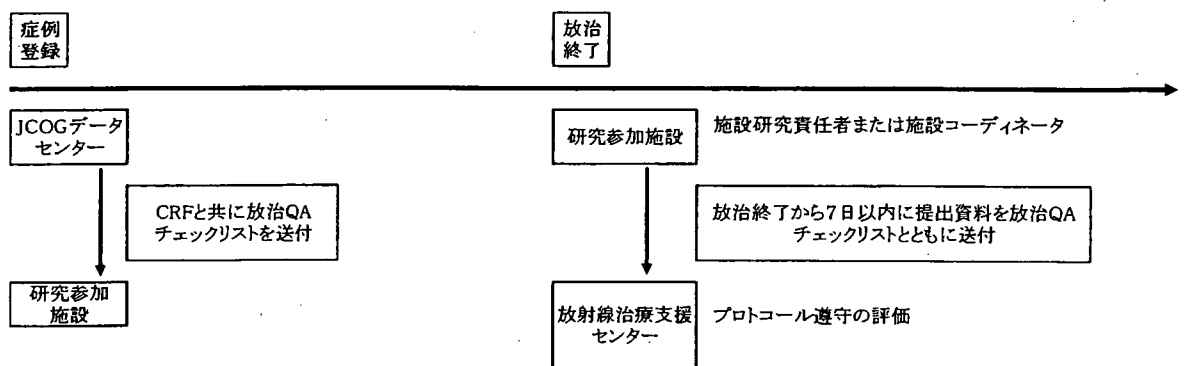 症例
登録
放治
終了
JCOGデータ
センター
研究参加施設
施設研究責任者または施設コーディネータ
CRFと共に放治QA
チェックリストを送付
放治終了から7日以内に提出資料を放治QA
チェックリストとともに送付
研究参加
施設
放射線治療支援
センター
プロトコール遵守の評価